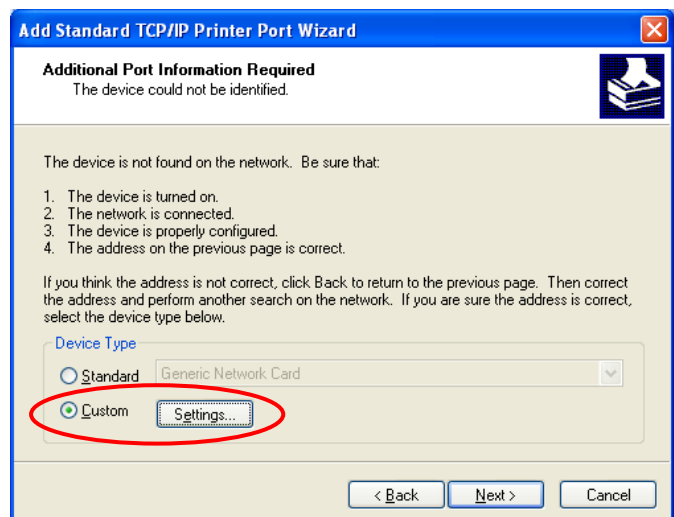 Add Standard TCP/IP Printer Port Wizard
Additional Port Information Required
The device could not be identified.
The device is not found on the network. Be sure that:
1. The device is turned on.
2. The network is connected.
3. The device is properly configured.
4. The address on the previous page is correct.
If you think the address is not correct, click Back to return to the previous page. Then correct
the address and perform another search on the network. If you are sure the address is correct,
select the device type below.
Device Type
Standard Generic Network Card
Custom Settings...
< Back Next > Cancel